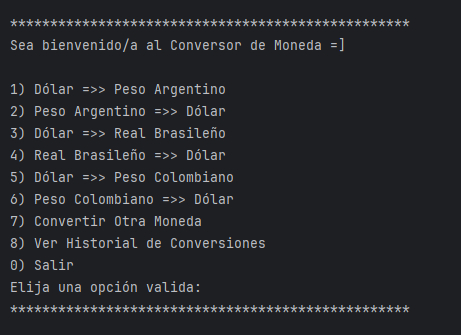 **************************************************
Sea bienvenido/a al Conversor de Moneda =]
1) Dólar =>> Peso Argentino
2) Peso Argentino =>> Dólar
3) Dólar =>> Real Brasileño
4) Real Brasileño =>> Dólar
5) Dólar =>> Peso Colombiano
6) Peso Colombiano =>> Dólar
7) Convertir Otra Moneda
8) Ver Historial de Conversiones
0) Salir
Elija una opción valida:
**************************************************